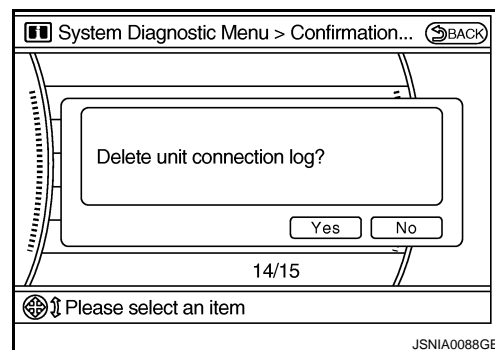 System Diagnostic Menu > Confirmation... BACK
Delete unit connection log?
Yes No
14/15
Please select an item
JSNIA0088GB